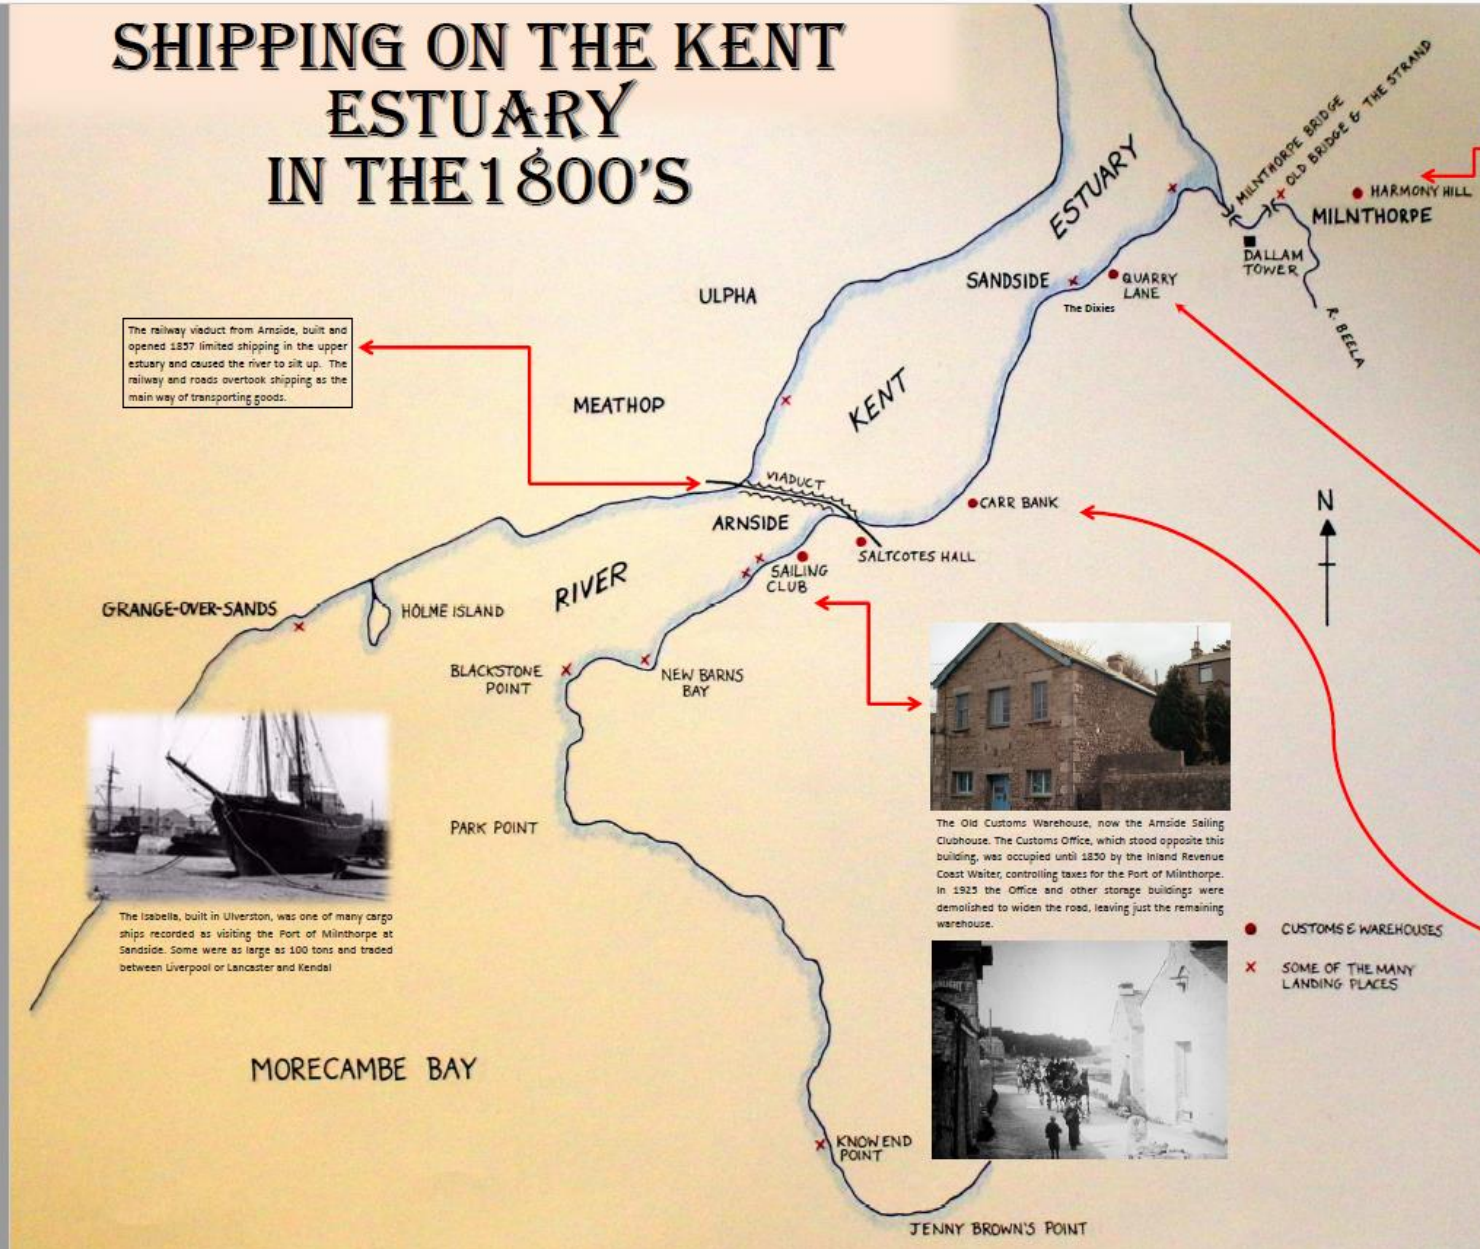 SHIPPING ON THE KENT
ESTUARY
IN THE 1800'S
MILNTHORPE BRIDGE
OLD BRIDGE & THE STRAND
HARMONY HILL
MILNTHORPE
DALLAM
TOWER
R. BEELA
ESTUARY
SANDSIDE
QUARRY
LANE
The Dixies
ULPHA
The railway viaduct from Arnside, built and
opened 1857 limited shipping in the upper
estuary and caused the river to silt up. The
railway and roads overtook shipping as the
main way of transporting goods.
MEATHOP
KENT
VIADUCT
CARR BANK
N
ARNSIDE
SALTCOTES HALL
SAILING
CLUB
RIVER
GRANGE-OVER-SANDS
HOLME ISLAND
BLACKSTONE
POINT
NEW BARNS
BAY
PARK POINT
The Old Customs Warehouse, now the Arnside Sailing
Clubhouse. The Customs Office, which stood opposite this
building, was occupied until 1850 by the Inland Revenue
Coast Waiter, controlling taxes for the Port of Milnthorpe.
In 1925 the Office and other storage buildings were
demolished to widen the road, leaving just the remaining
warehouse.
The Isabella, built in Ulverston, was one of many cargo
ships recorded as visiting the Port of Milnthorpe at
Sandside. Some were as large as 100 tons and traded
between Liverpool or Lancaster and Kendal
CUSTOMS & WAREHOUSES
SOME OF THE MANY
LANDING PLACES
MORECAMBE BAY
KNOWEND
POINT
JENNY BROWN'S POINT